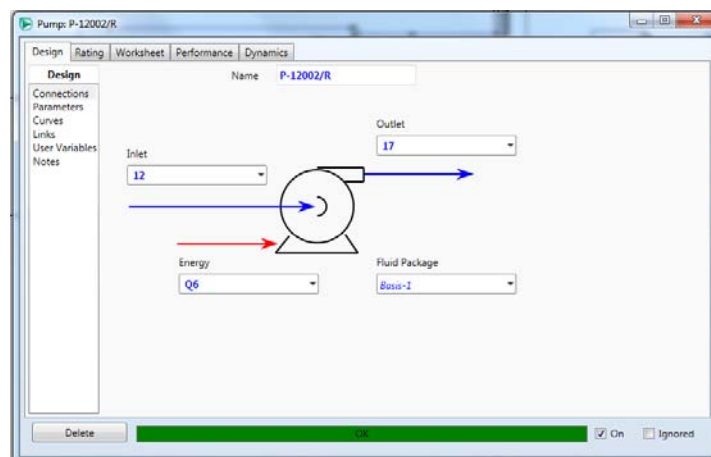 Pump: P-12002/R
Design Rating Worksheet Performance Dynamics
Design
Connections
Parameters
Curves
Links
User Variables
Notes
Name P-12002/R
Outlet
17
Inlet
12
Energy
Q6
Fluid Package
Basis-1
Delete
OK
On
Ignored